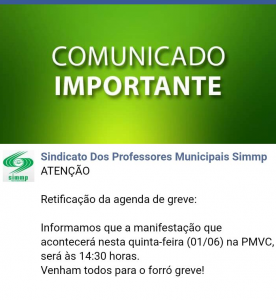 COMUNICADO
IMPORTANTE
simmp
Sindicato Dos Professores Municipais Simmp
ATENÇÃO
Retificação da agenda de greve:
Informamos que a manifestação que
acontecerá nesta quinta-feira (01/06) na PMVC,
será às 14:30 horas.
Venham todos para o forró greve!